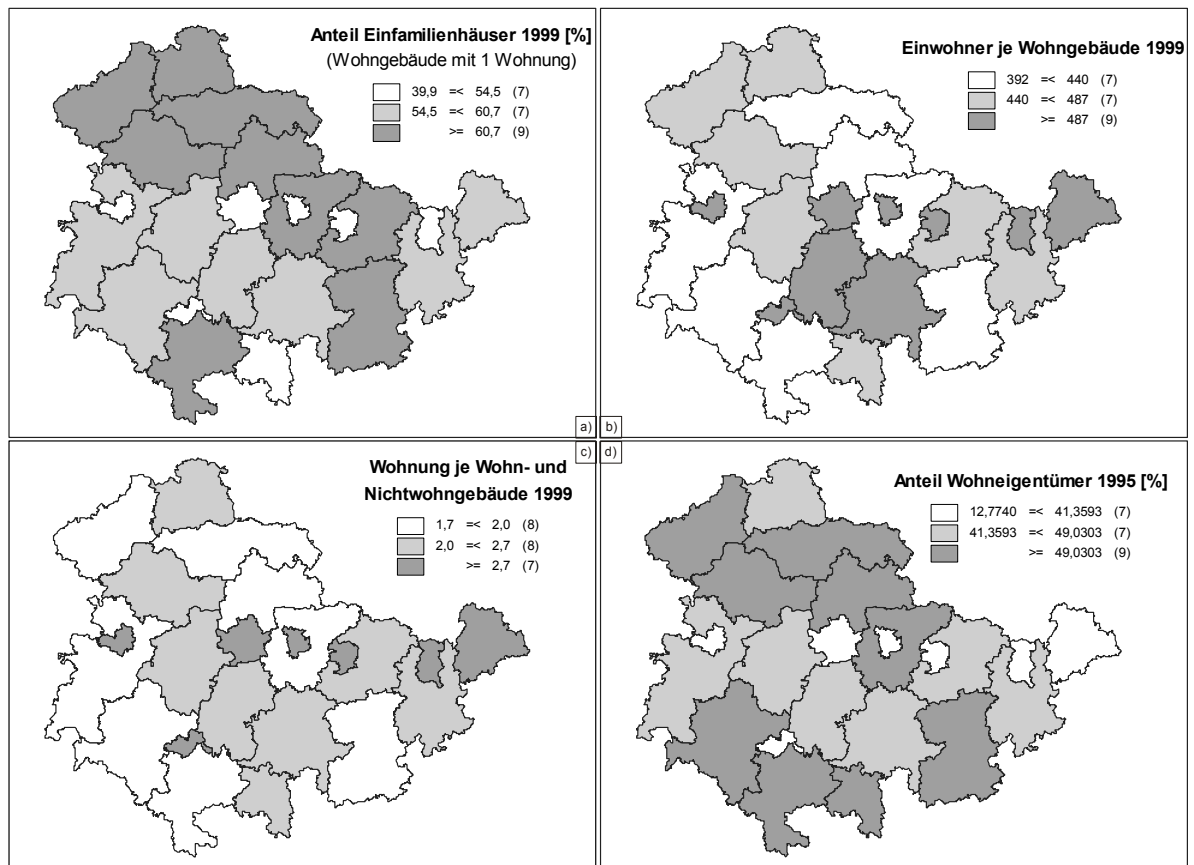 Anteil Einfamilienhäuser 1999 [%]
(Wohngebäude mit 1 Wohnung)
39,9 =< 54,5 (7)
54,5 =< 60,7 (7)
>= 60,7 (9)
a)
Einwohner je Wohngebäude 1999
392 =< 440 (7)
440 =< 487 (7)
>= 487 (9)
b)
c)
Wohnung je Wohn- und
Nichtwohngebäude 1999
1,7 =< 2,0 (8)
2,0 =< 2,7 (8)
>= 2,7 (7)
d)
Anteil Wohneigentümer 1995 [%]
12,7740 =< 41,3593 (7)
41,3593 =< 49,0303 (7)
>= 49,0303 (9)